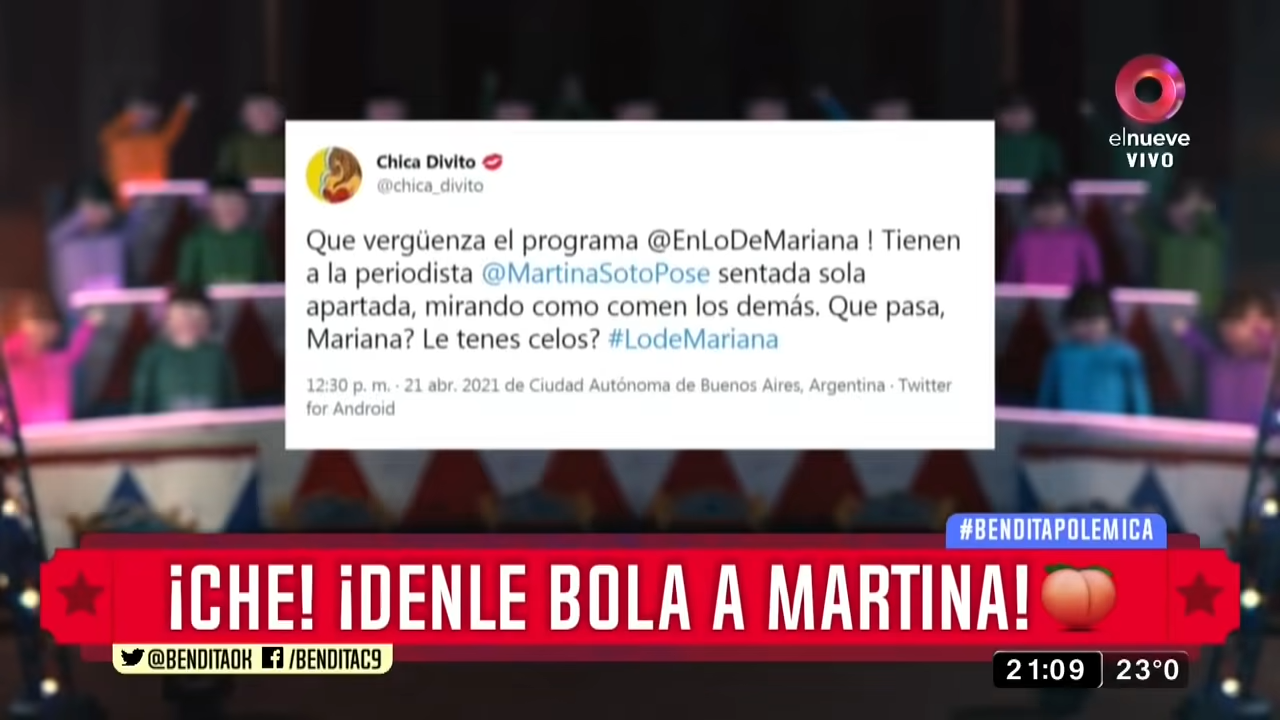 elnueve
VIVO
Chica Divito
@chica_divito
Que vergüenza el programa @EnLoDeMariana ! Tienen
a la periodista @MartinaSotoPose sentada sola
apartada, mirando como comen los demás. Que pasa,
Mariana? Le tenes celos? #LodeMariana
12:30 p. m. · 21 abr. 2021 de Ciudad Autónoma de Buenos Aires, Argentina · Twitter
for Android
#BENDITAPOLEMICA
¡CHE! ¡DENLE BOLA A MARTINA!
@BENDITAOK /BENDITAC9
21:09 23°0